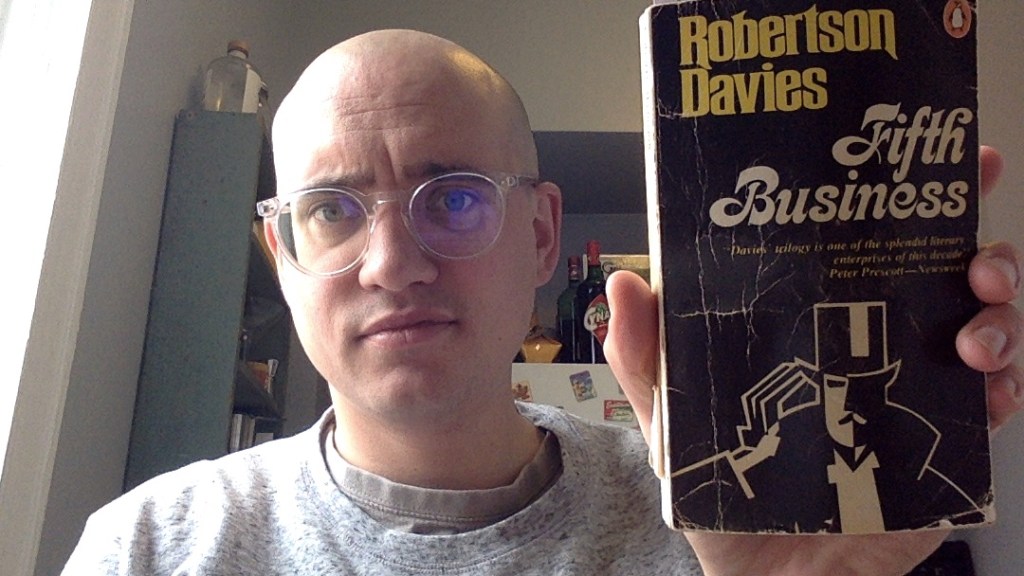 Robertson
Davies
Fifth
Business
"Davies' trilogy is one of the splendid literary
enterprises of this decade"
Peter Prescott—Newsweek